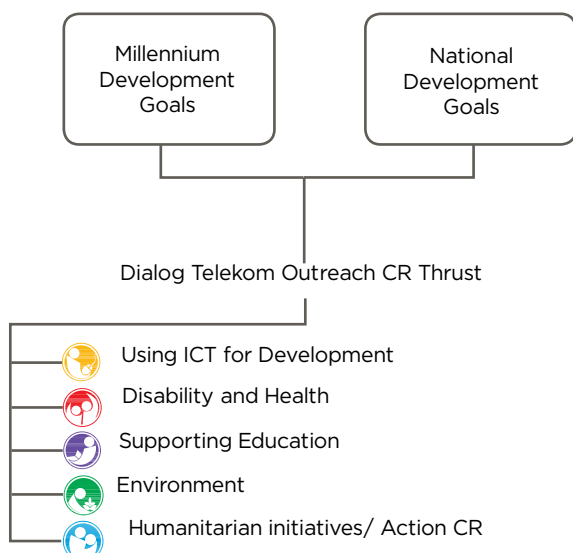 Millennium
Development
Goals
National
Development
Goals
Dialog Telekom Outreach CR Thrust
Using ICT for Development
Disability and Health
Supporting Education
Environment
Humanitarian initiatives/ Action CR